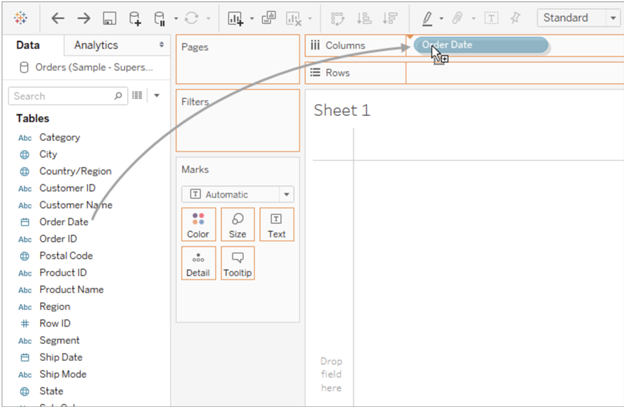 Standard
Data
Analytics
Orders (Sample - Supers...
Search
Tables
Abc Category
City
Country/Region
Abc Customer ID
Abc Customer Name
Order Date
Abc Order ID
Postal Code
Abc Product ID
Abc Product Name
Abc Region
# Row ID
Abc Segment
Ship Date
Abc Ship Mode
State
Pages
Filters
Marks
T Automatic
Color
Size
Text
Detail
Tooltip
Columns
Order Date
Rows
Sheet 1
Drop
field
here